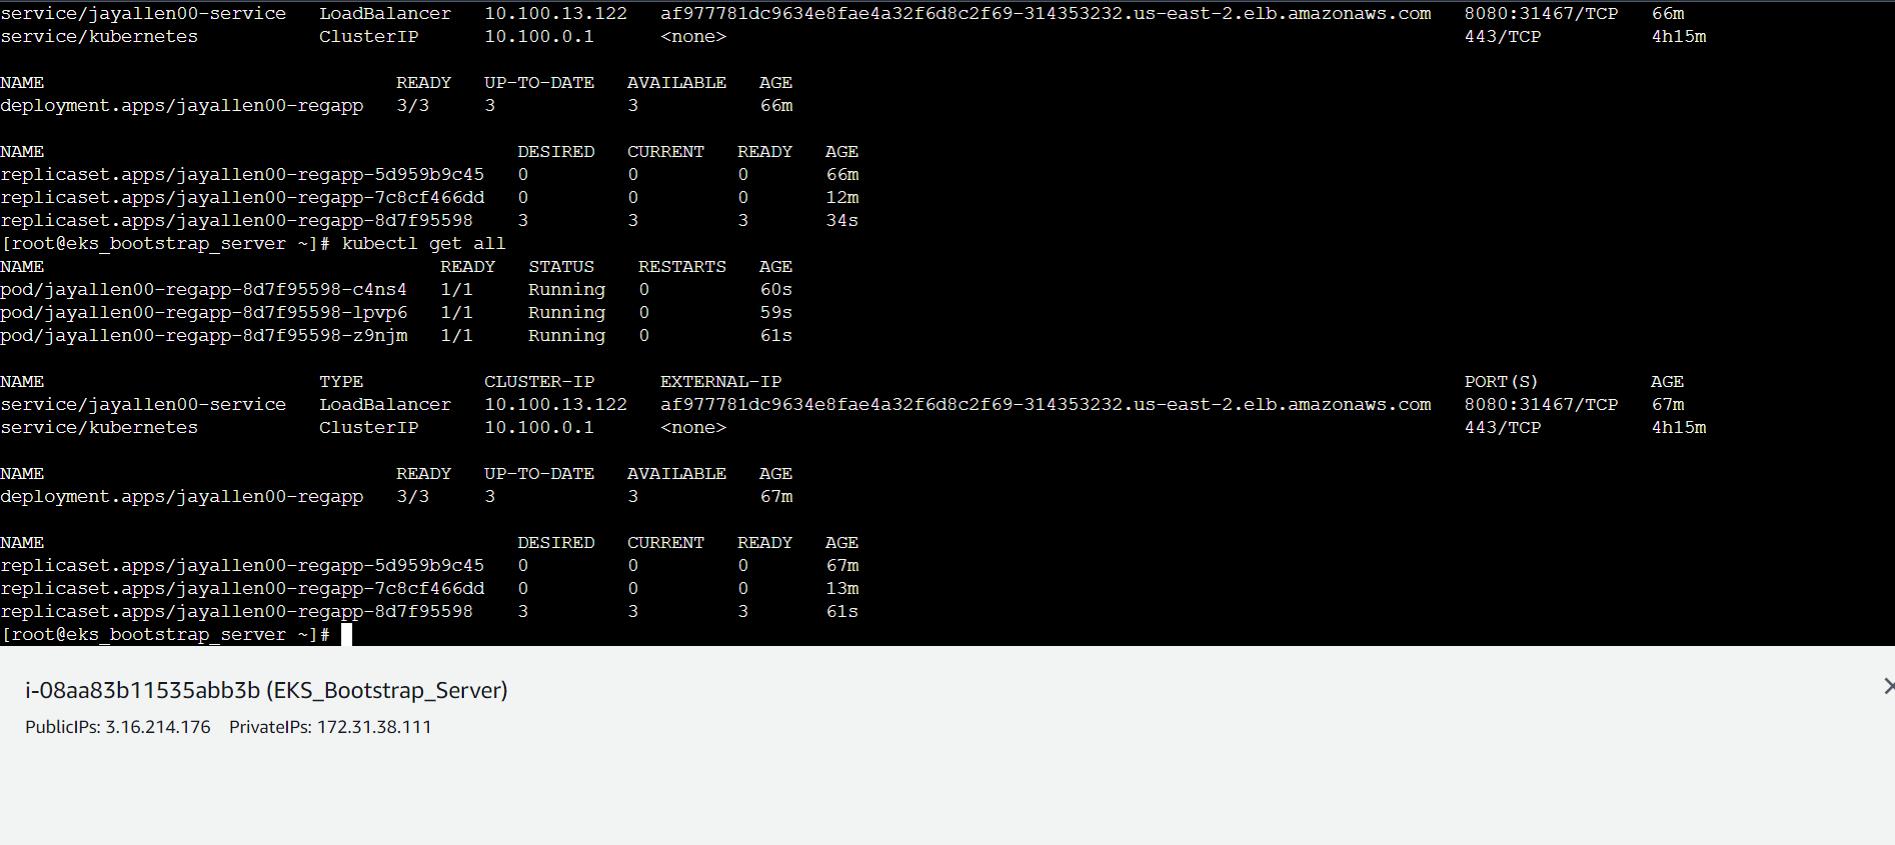 service/jayallen00-service   LoadBalancer   10.100.13.122   af977781dc9634e8fae4a32f6d8c2f69-314353232.us-east-2.elb.amazonaws.com   8080:31467/TCP   66m
service/kubernetes           ClusterIP      10.100.0.1      <none>                                                                   443/TCP          4h15m
NAME                                READY   UP-TO-DATE   AVAILABLE   AGE
deployment.apps/jayallen00-regapp   3/3     3            3           66m
NAME                                           DESIRED   CURRENT   READY   AGE
replicaset.apps/jayallen00-regapp-5d959b9c45   0         0         0       66m
replicaset.apps/jayallen00-regapp-7c8cf466dd   0         0         0       12m
replicaset.apps/jayallen00-regapp-8d7f95598    3         3         3       34s
[root@eks_bootstrap_server ~]# kubectl get all
NAME                                    READY   STATUS    RESTARTS   AGE
pod/jayallen00-regapp-8d7f95598-c4ns4   1/1     Running   0          60s
pod/jayallen00-regapp-8d7f95598-lpvp6   1/1     Running   0          59s
pod/jayallen00-regapp-8d7f95598-z9njm   1/1     Running   0          61s
NAME                         TYPE           CLUSTER-IP      EXTERNAL-IP                                                              PORT(S)          AGE
service/jayallen00-service   LoadBalancer   10.100.13.122   af977781dc9634e8fae4a32f6d8c2f69-314353232.us-east-2.elb.amazonaws.com   8080:31467/TCP   67m
service/kubernetes           ClusterIP      10.100.0.1      <none>                                                                   443/TCP          4h15m
NAME                                READY   UP-TO-DATE   AVAILABLE   AGE
deployment.apps/jayallen00-regapp   3/3     3            3           67m
NAME                                           DESIRED   CURRENT   READY   AGE
replicaset.apps/jayallen00-regapp-5d959b9c45   0         0         0       67m
replicaset.apps/jayallen00-regapp-7c8cf466dd   0         0         0       13m
replicaset.apps/jayallen00-regapp-8d7f95598    3         3         3       61s
[root@eks_bootstrap_server ~]#
i-08aa83b11535abb3b (EKS_Bootstrap_Server)
PublicIPs: 3.16.214.176 PrivateIPs: 172.31.38.111